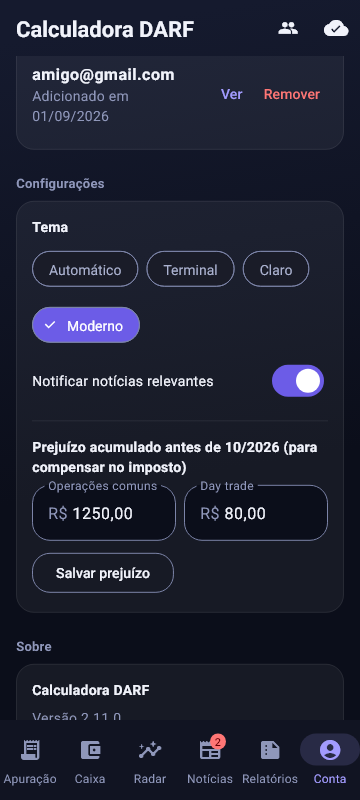 Calculadora DARF
amigo@gmail.com
Adicionado em
01/09/2026
Ver
Remover
Configurações
Tema
Automático
Terminal
Claro
Moderno
Notificar notícias relevantes
Prejuízo acumulado antes de 10/2026 (para
compensar no imposto)
Operações comuns
R$ 1250,00
Day trade
R$ 80,00
Salvar prejuízo
Sobre
Calculadora DARF
Versão 2.11.0
2
Apuração
Caixa
Radar
Notícias
Relatórios
Conta